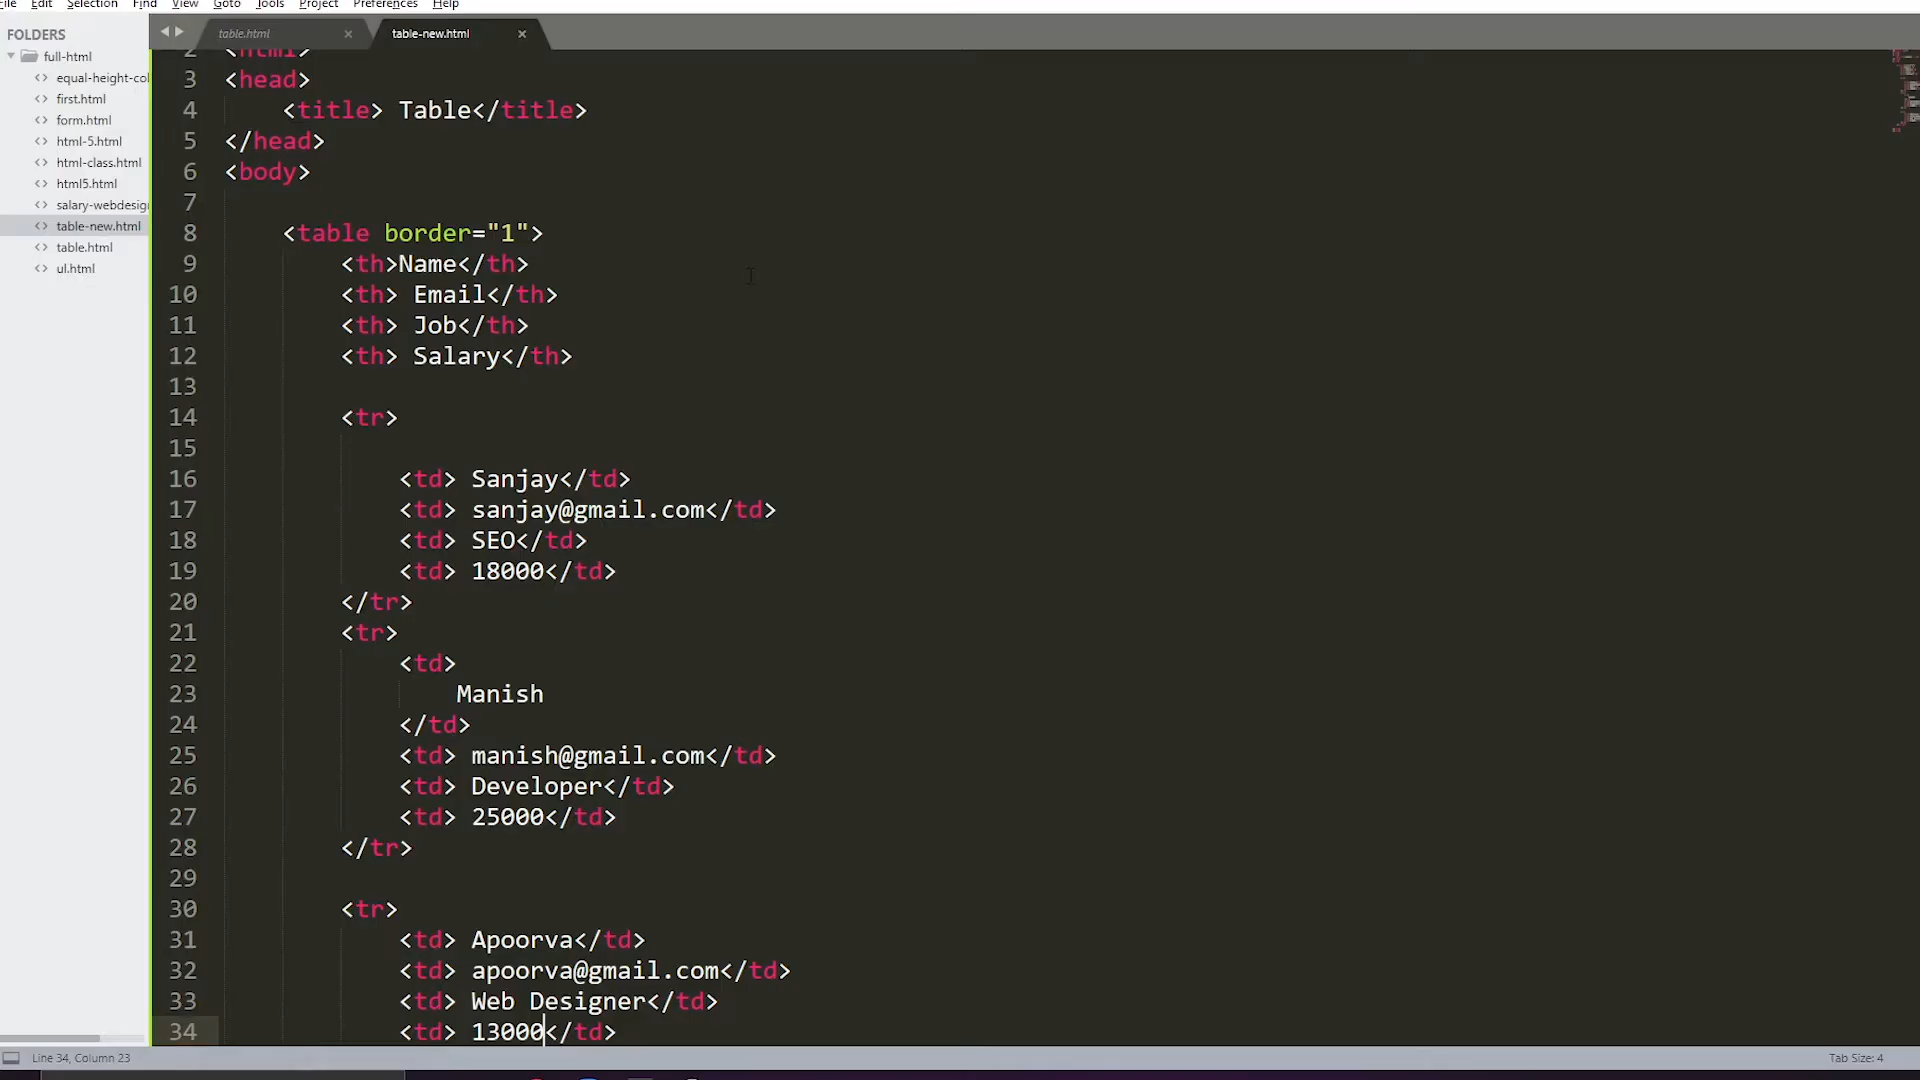 File Edit Selection Find View Goto Tools Project Preferences Help
FOLDERS
full-html
equal-height-col
first.html
form.html
html-5.html
html-class.html
html5.html
salary-webdesig
table-new.html
table.html
ul.html
table.html
table-new.html
2 <html>
3 <head>
4 <title> Table</title>
5 </head>
6 <body>
7
8 <table border="1">
9 <th>Name</th>
10 <th> Email</th>
11 <th> Job</th>
12 <th> Salary</th>
13
14 <tr>
15
16 <td> Sanjay</td>
17 <td> sanjay@gmail.com</td>
18 <td> SEO</td>
19 <td> 18000</td>
20 </tr>
21 <tr>
22 <td>
23 Manish
24 </td>
25 <td> manish@gmail.com</td>
26 <td> Developer</td>
27 <td> 25000</td>
28 </tr>
29
30 <tr>
31 <td> Apoorva</td>
32 <td> apoorva@gmail.com</td>
33 <td> Web Designer</td>
34 <td> 13000</td>
Line 34, Column 23
Tab Size: 4